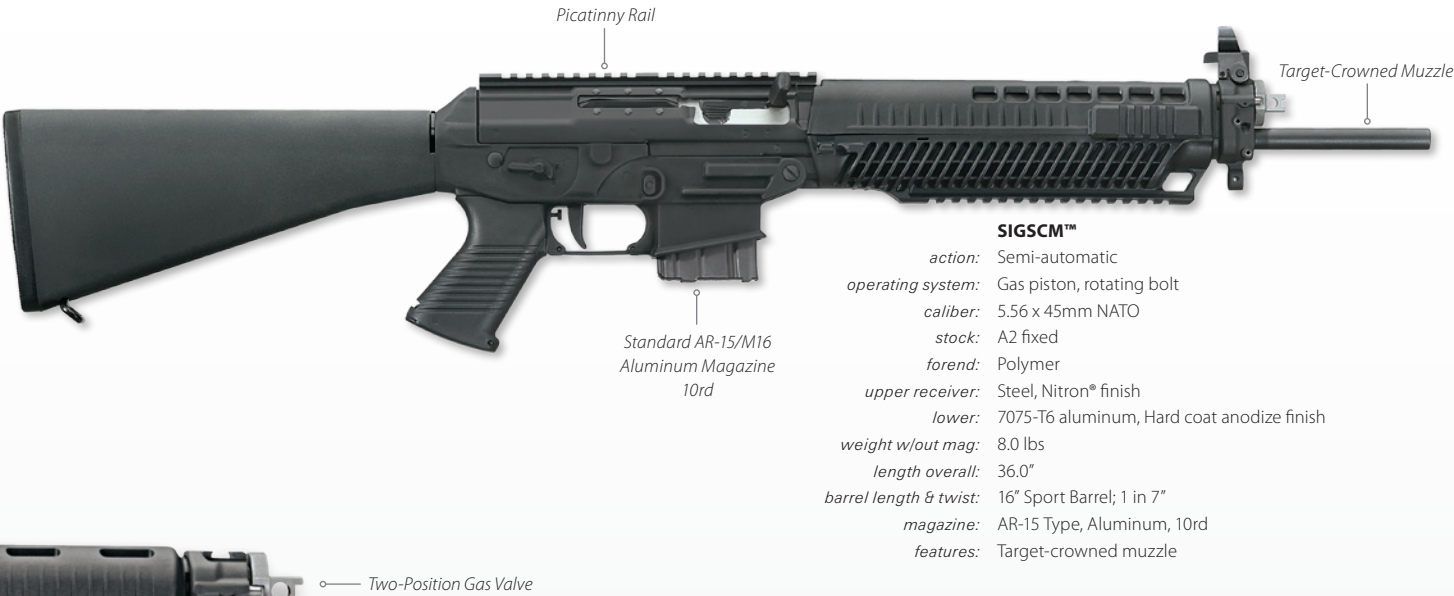 Picatinny Rail
Target-Crowned Muzzle
Standard AR-15/M16
Aluminum Magazine
10rd
SIGSCM™
action: Semi-automatic
operating system: Gas piston, rotating bolt
caliber: 5.56 x 45mm NATO
stock: A2 fixed
forend: Polymer
upper receiver: Steel, Nitron® finish
lower: 7075-T6 aluminum, Hard coat anodize finish
weight w/out mag: 8.0 lbs
length overall: 36.0”
barrel length & twist: 16” Sport Barrel; 1 in 7”
magazine: AR-15 Type, Aluminum, 10rd
features: Target-crowned muzzle
Two-Position Gas Valve